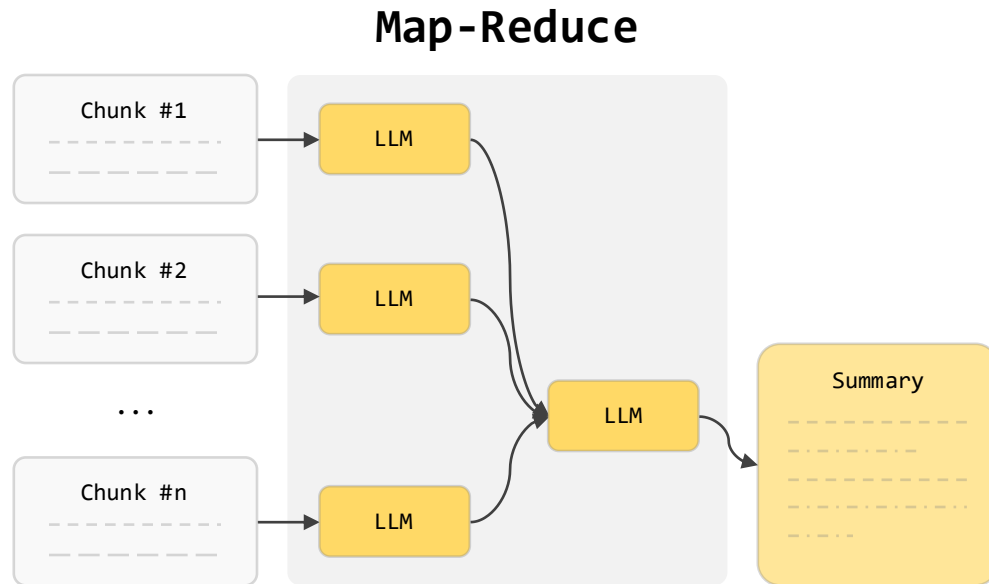 Map-Reduce
Chunk #1
LLM
Chunk #2
LLM
...
LLM
Summary
Chunk #n
LLM